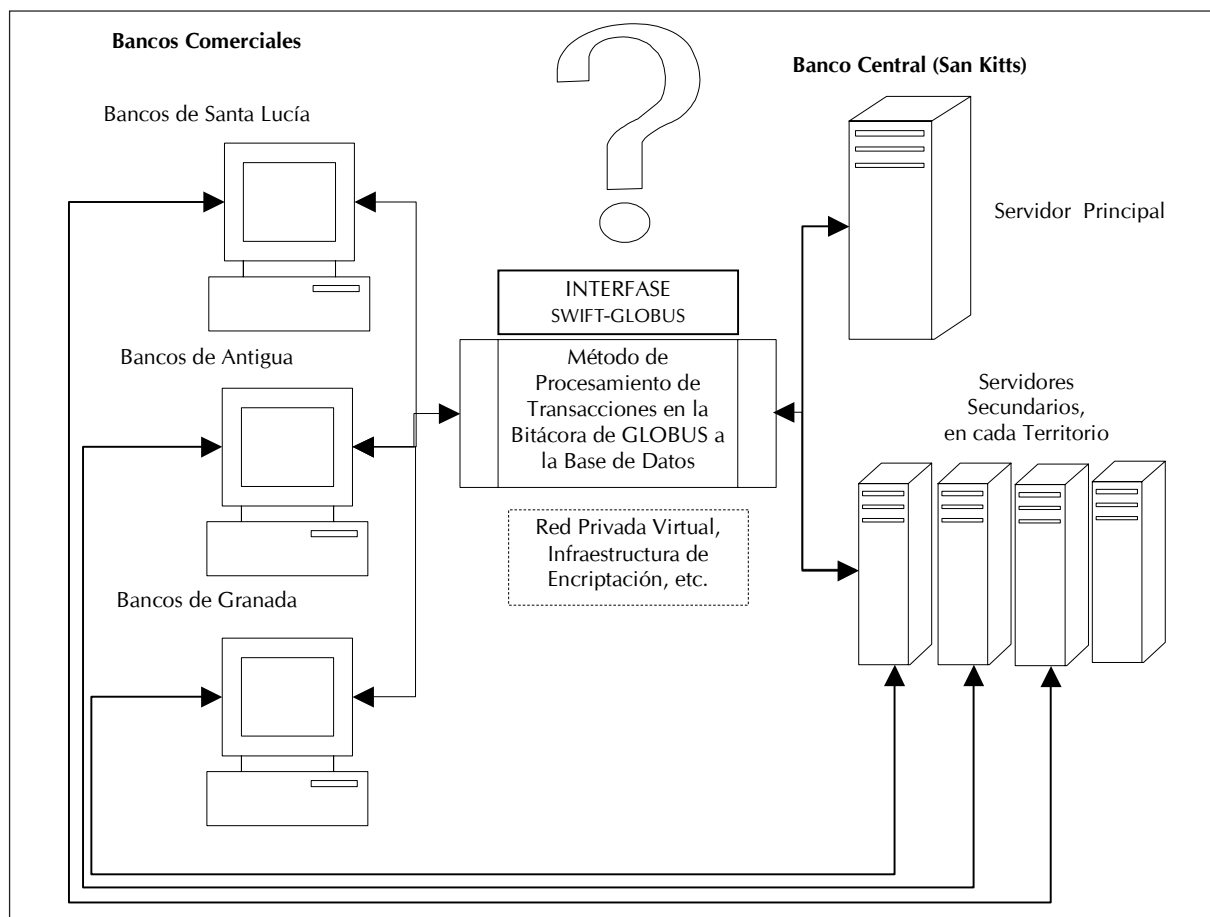 Bancos Comerciales
Banco Central (San Kitts)
Bancos de Santa Lucía
Servidor Principal
INTERFASE
SWIFT-GLOBUS
Bancos de Antigua
Método de
Procesamiento de
Transacciones en la
Bitácora de GLOBUS a
la Base de Datos
Servidores
Secundarios,
en cada Territorio
Red Privada Virtual,
Infraestructura de
Encriptación, etc.
Bancos de Granada
?